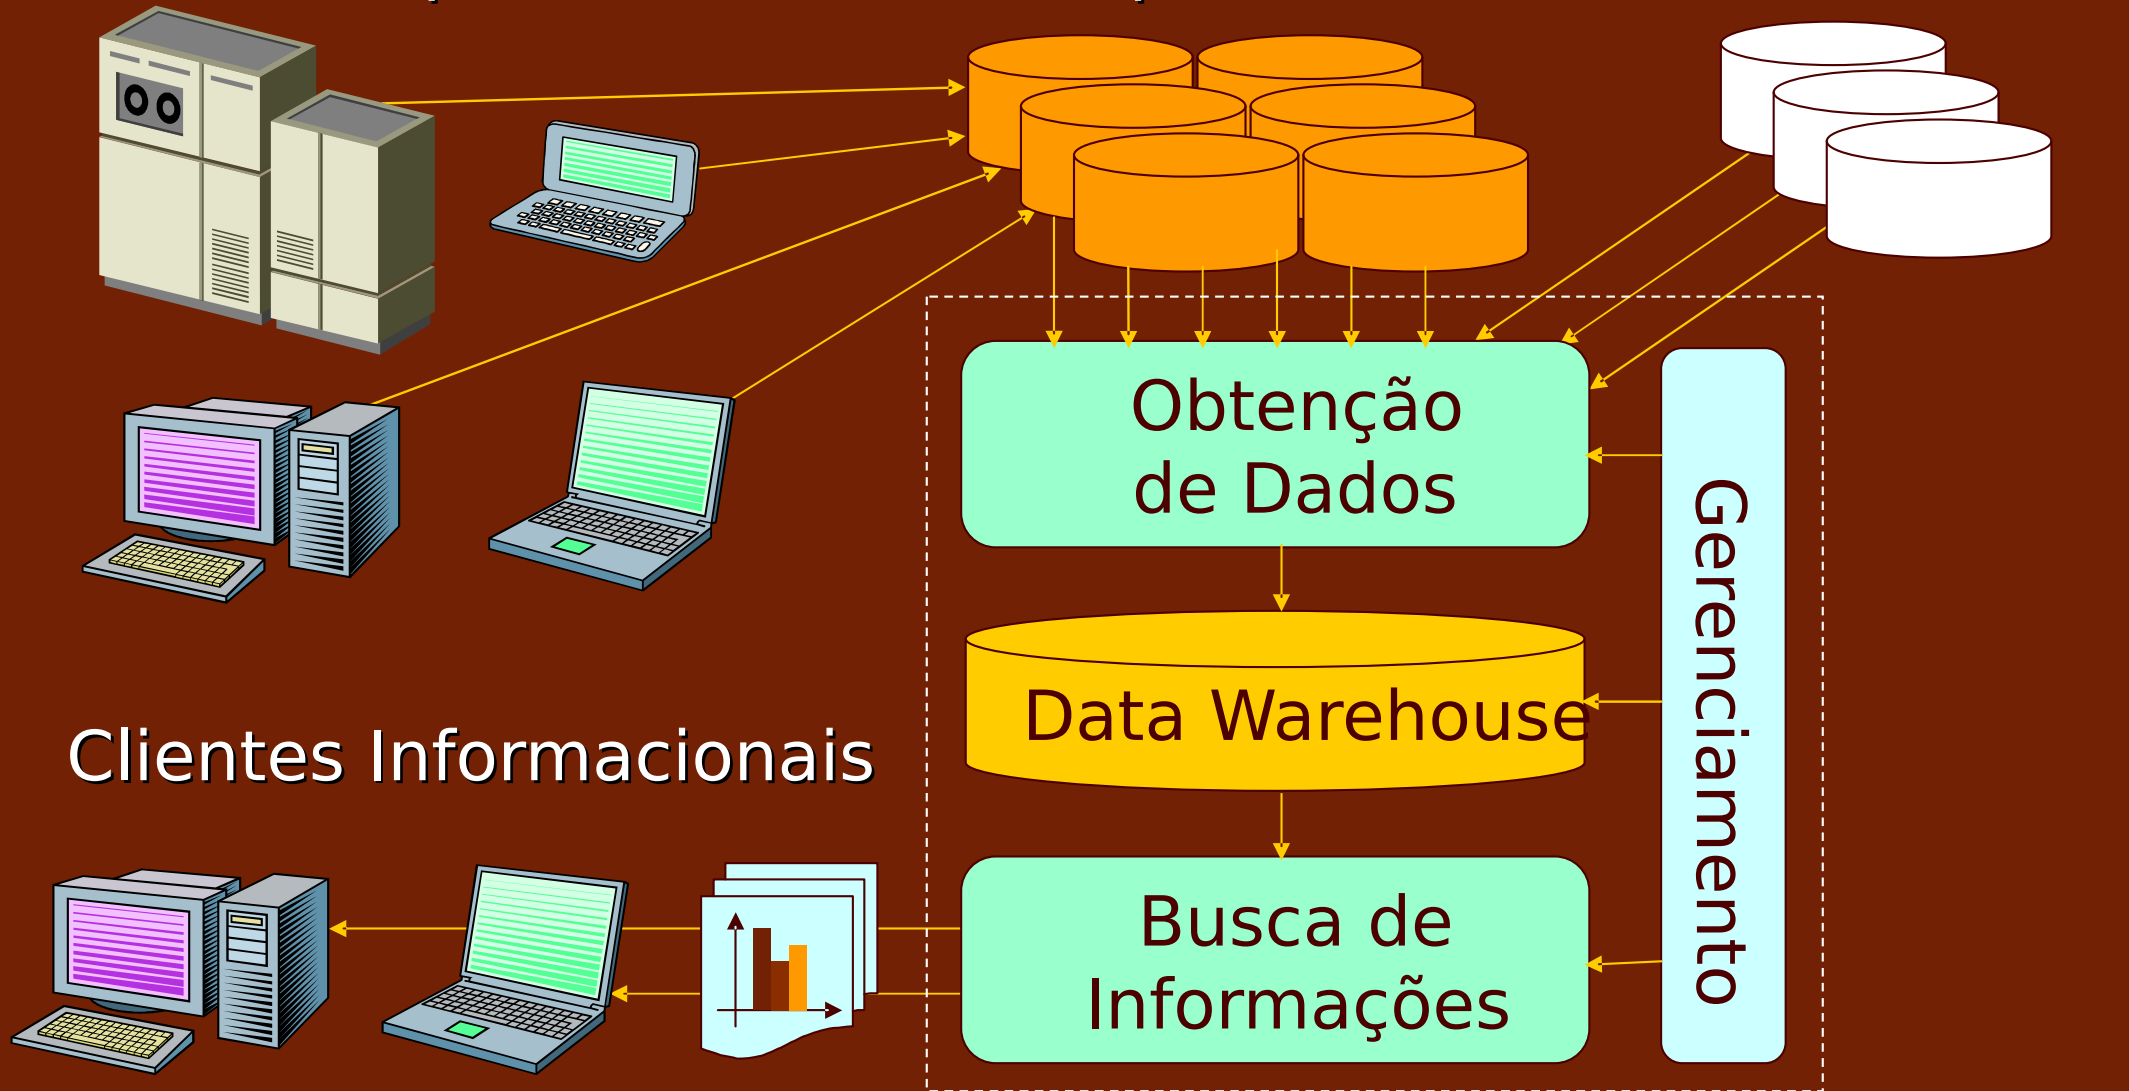 Obtenção
de Dados
Gerenciamento
Data Warehouse
Clientes Informacionais
Busca de
Informações